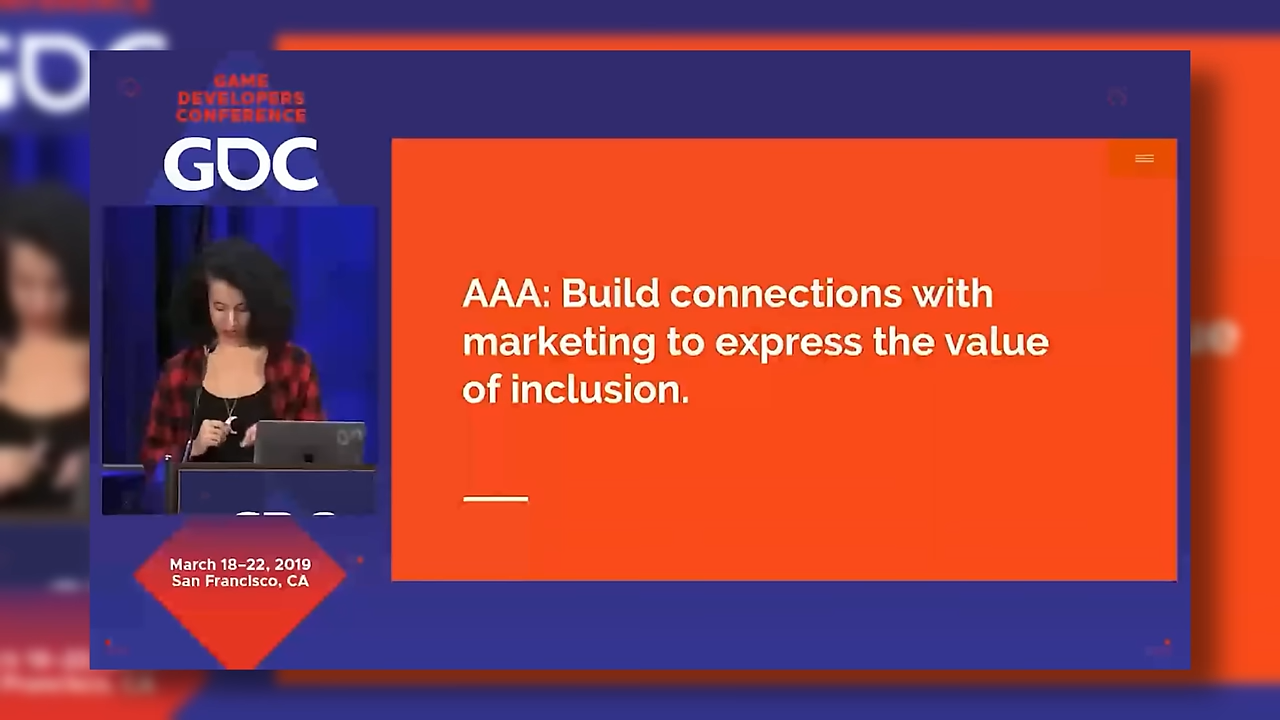 GAME
DEVELOPERS
CONFERENCE
GDC
AAA: Build connections with
marketing to express the value
of inclusion.
March 18–22, 2019
San Francisco, CA